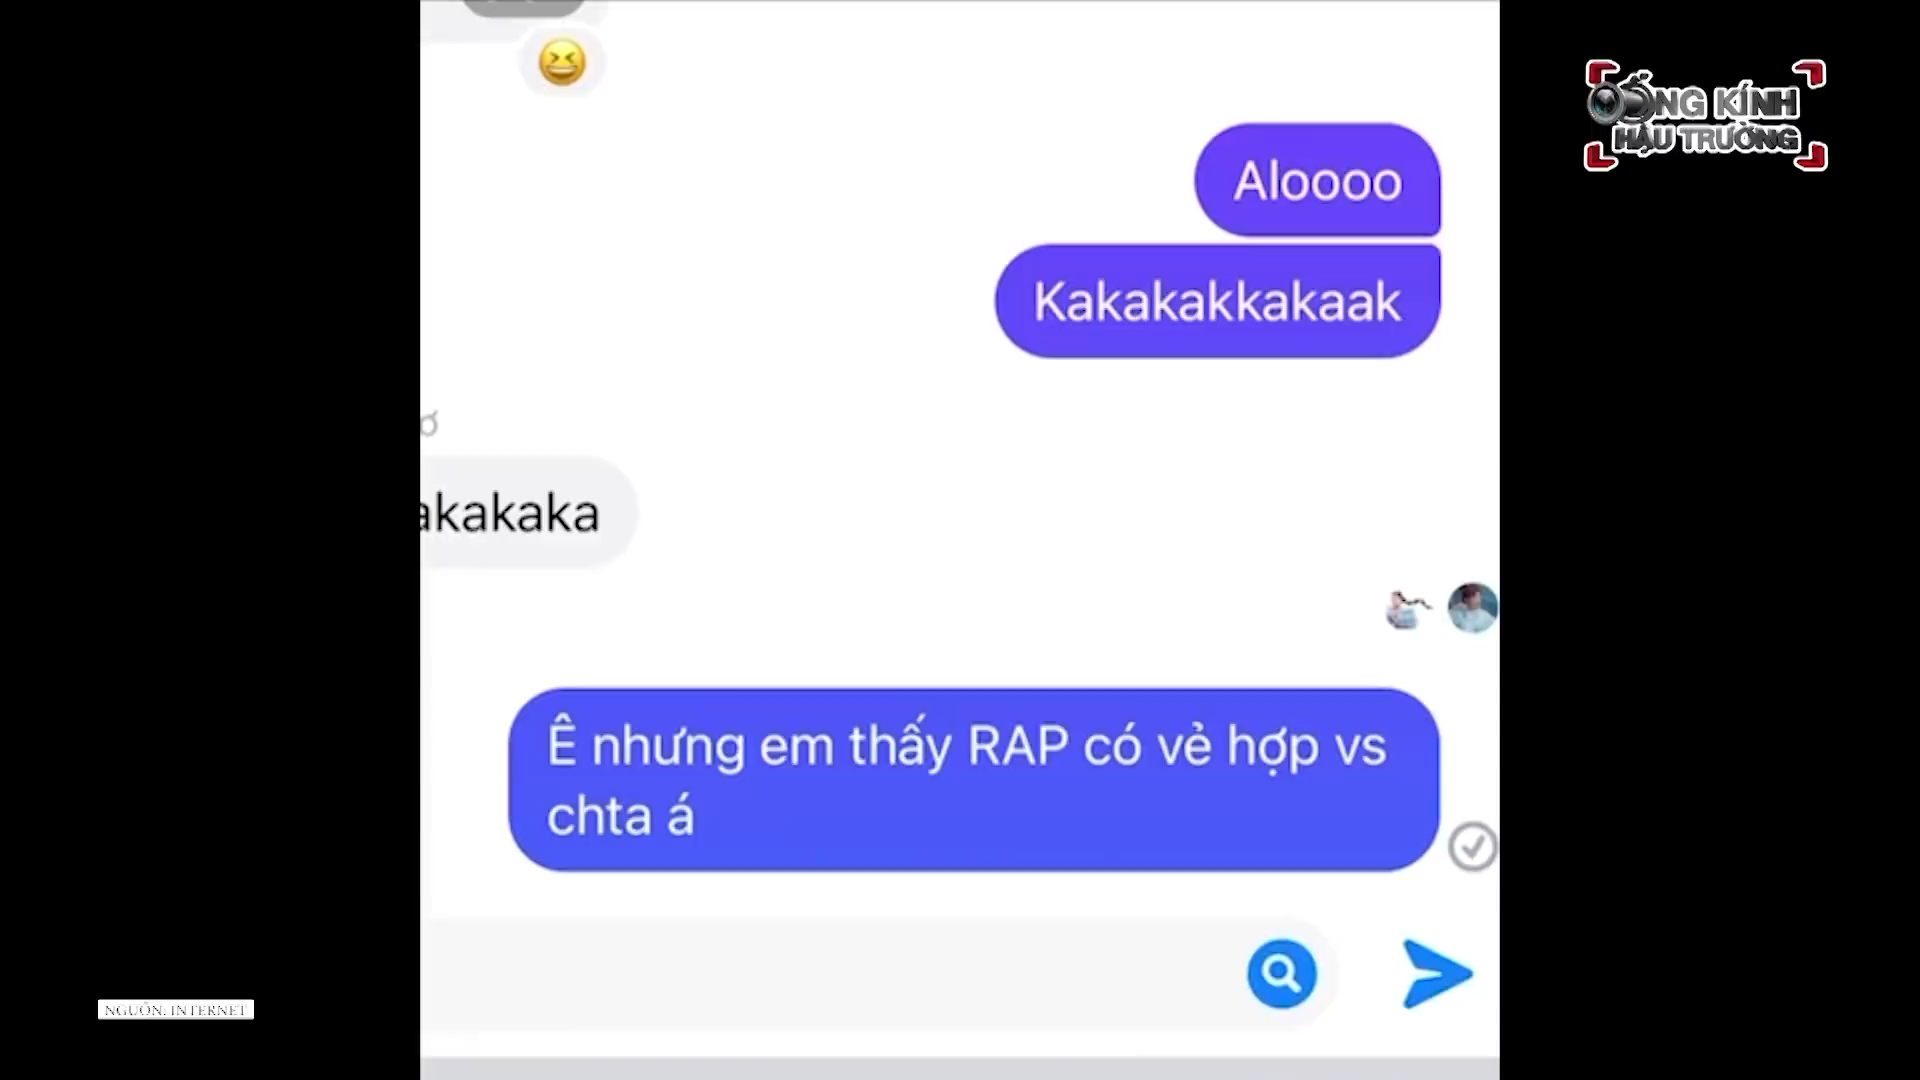 ỐNG KÍNH
HẬU TRƯỜNG
Aloooo
Kakakakkakaak
ơ
akakaka
Ê nhưng em thấy RAP có vẻ hợp vs
chta á
NGUỒN: INTERNET